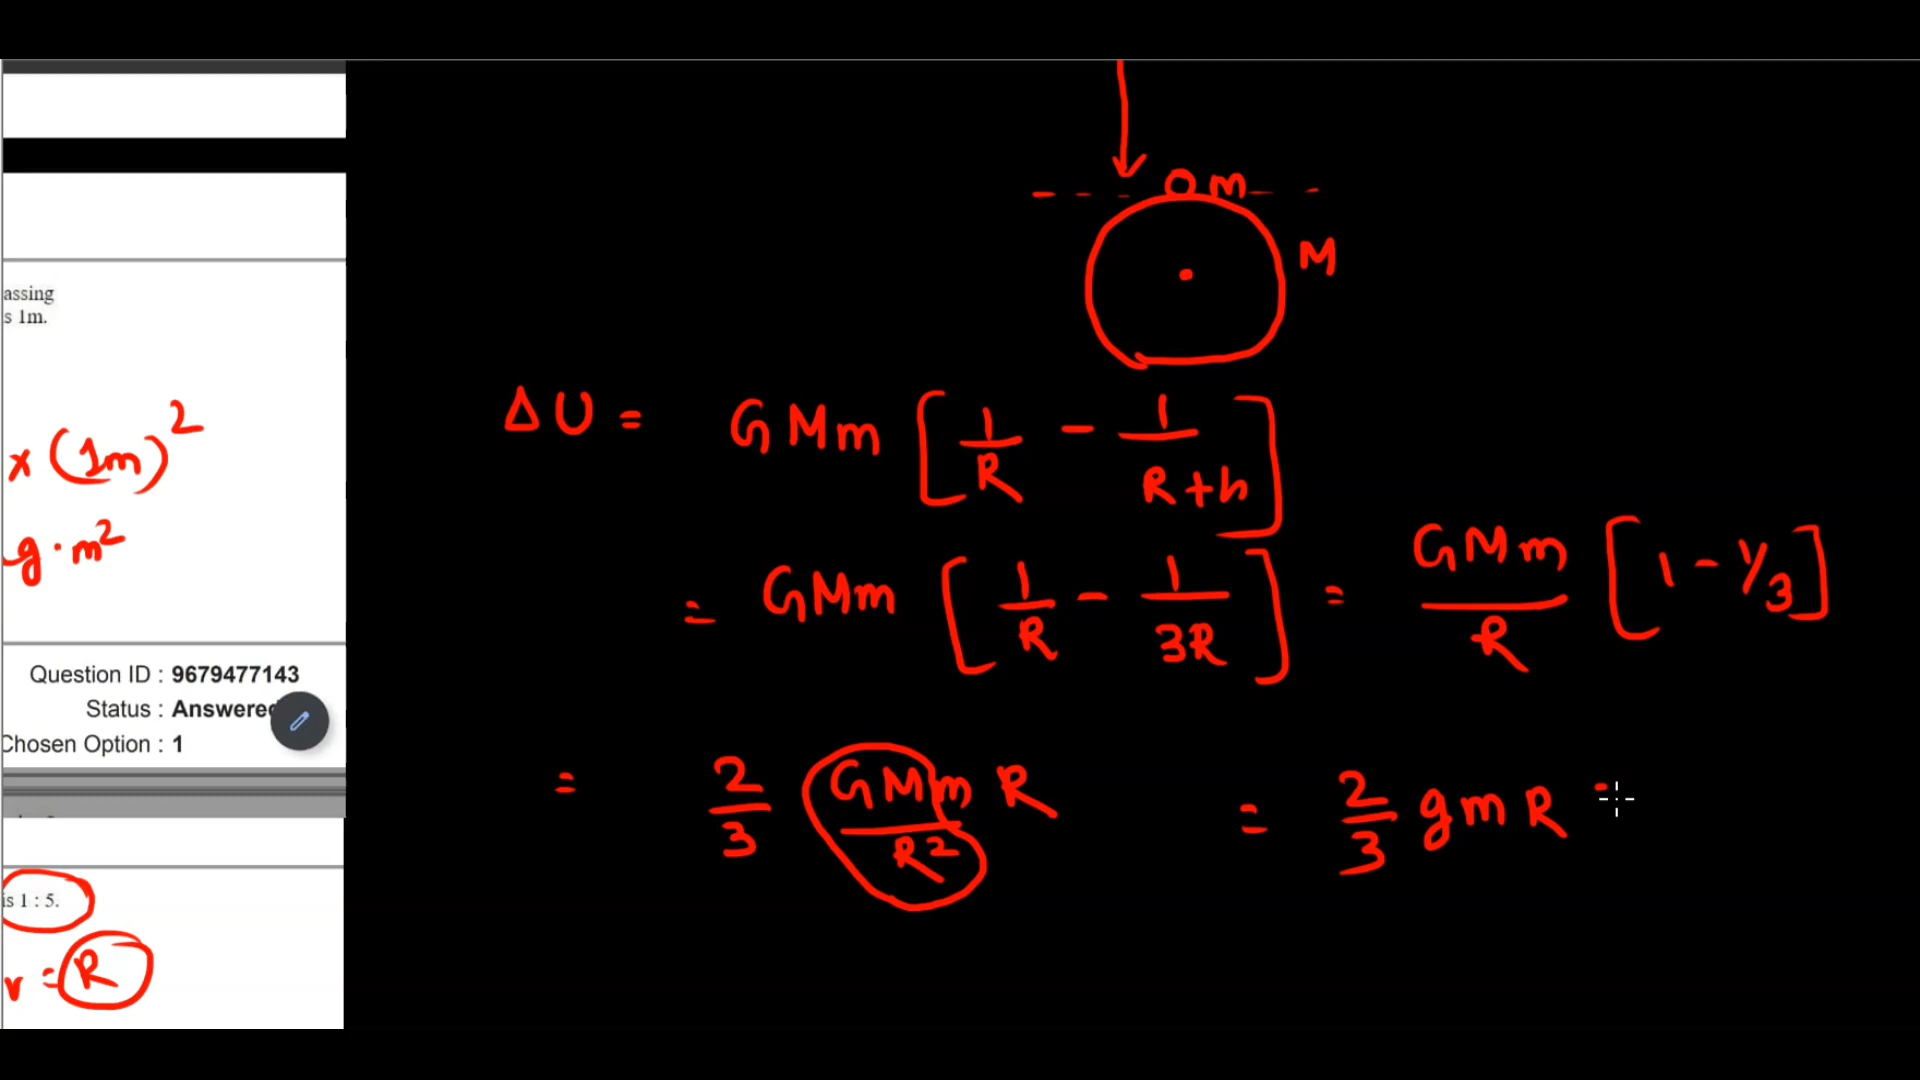 assing
s 1m.
x (1m)²
g · m²
Question ID : 9679477143
Status : Answered
Chosen Option : 1
is 1 : 5.
r = R
m
M
ΔU = GMm [1/R - 1/(R+h)]
= GMm [1/R - 1/3R] = GMm/R [1 - 1/3]
= 2/3 GMm/R² R = 2/3 gmR -